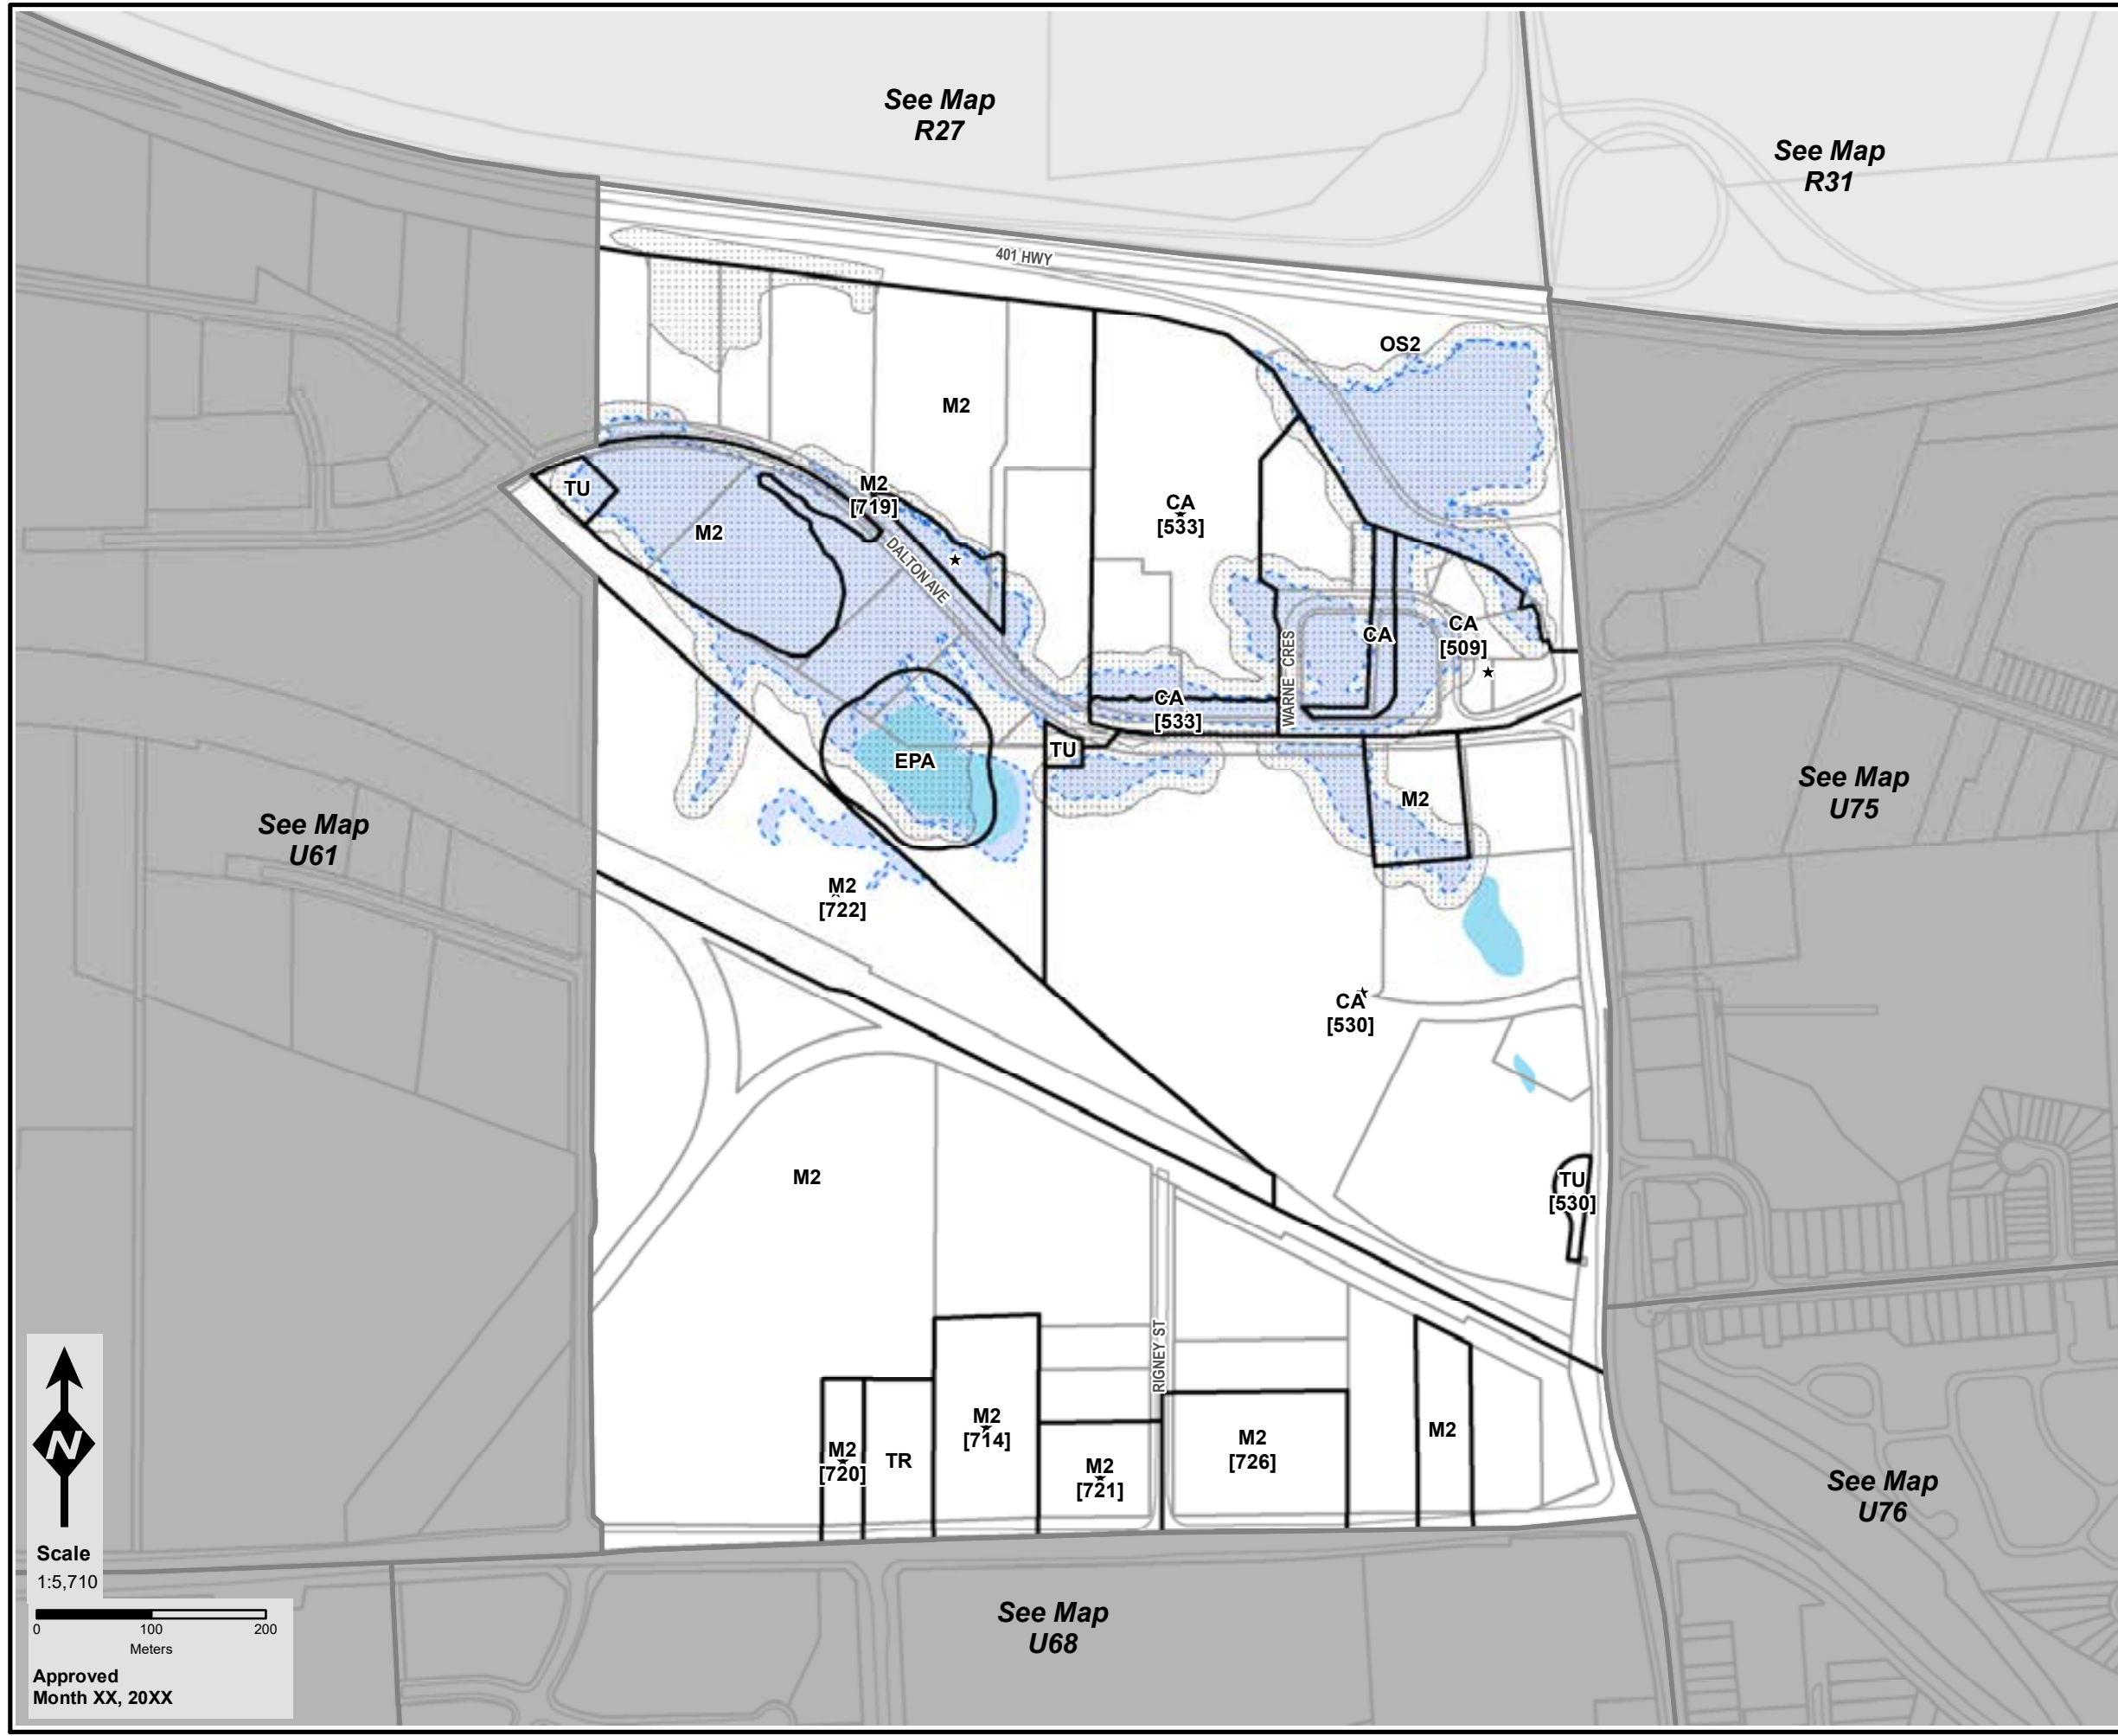 See Map
R27
See Map
R31
401 HWY
OS2
M2
TU
M2
[719]
M2
CA
[533]
DALTON AVE
CA
[509]
CA
WARNE CRES
CA
[533]
TU
EPA
M2
See Map
U75
See Map
U61
M2
[722]
CA
[530]
M2
TU
[530]
RIGNEY ST
M2
[714]
M2
[726]
M2
M2
[720]
TR
M2
[721]
See Map
U76
N
Scale
1:5,710
0 100 200
Meters
See Map
U68
Approved
Month XX, 20XX